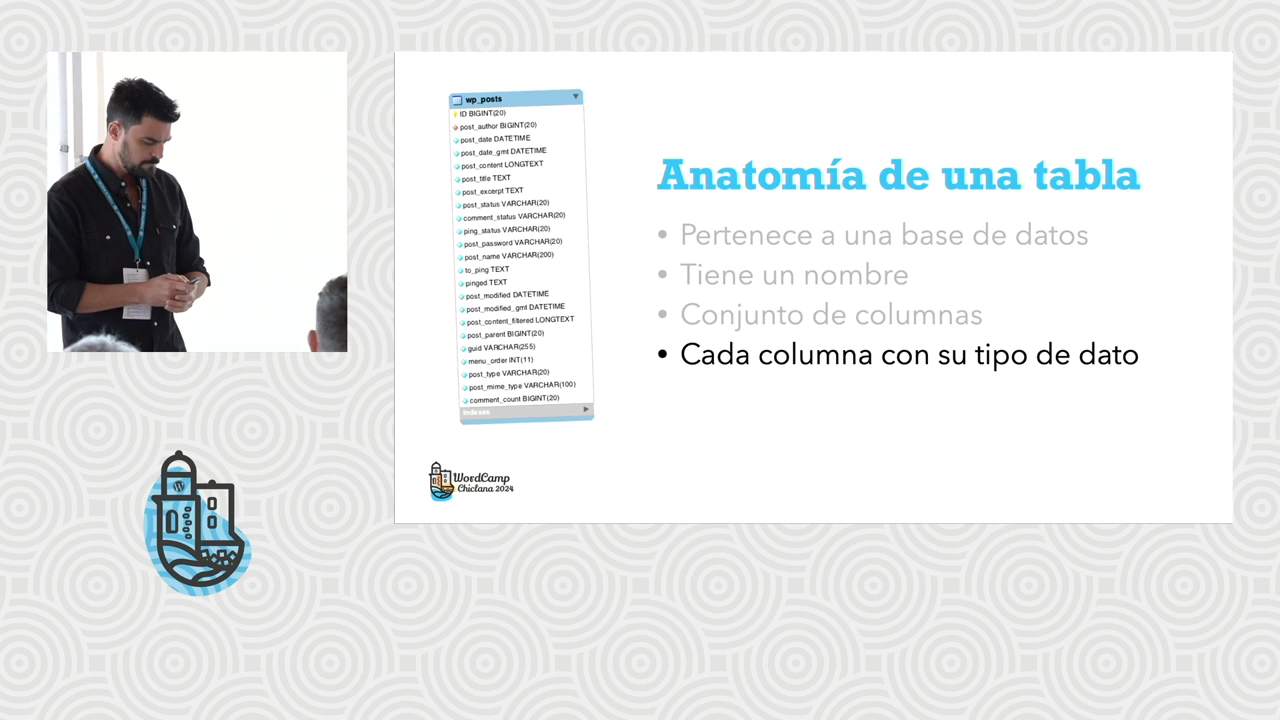 wp_posts
ID BIGINT(20)
post_author BIGINT(20)
post_date DATETIME
post_date_gmt DATETIME
post_content LONGTEXT
post_title TEXT
post_excerpt TEXT
post_status VARCHAR(20)
comment_status VARCHAR(20)
ping_status VARCHAR(20)
post_password VARCHAR(20)
post_name VARCHAR(200)
to_ping TEXT
pinged TEXT
post_modified DATETIME
post_modified_gmt DATETIME
post_content_filtered LONGTEXT
post_parent BIGINT(20)
guid VARCHAR(255)
menu_order INT(11)
post_type VARCHAR(20)
post_mime_type VARCHAR(100)
comment_count BIGINT(20)
Indexes
Anatomía de una tabla
• Pertenece a una base de datos
• Tiene un nombre
• Conjunto de columnas
• Cada columna con su tipo de dato
WordCamp
Chiclana 2024